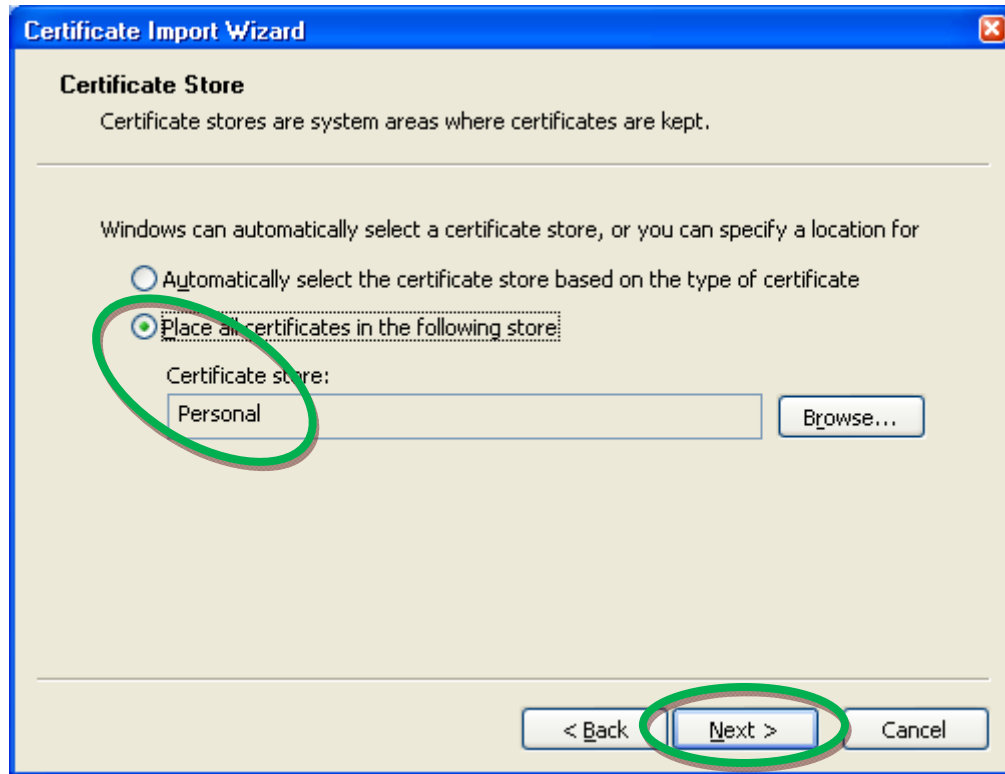 Certificate Import Wizard
Certificate Store
Certificate stores are system areas where certificates are kept.
Windows can automatically select a certificate store, or you can specify a location for
Automatically select the certificate store based on the type of certificate
Place all certificates in the following store
Certificate store:
Personal
Browse...
< Back
Next >
Cancel